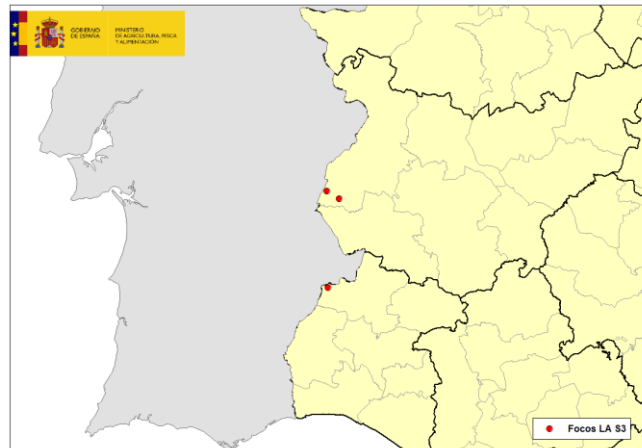 GOBIERNO
DE ESPAÑA
MINISTERIO
DE AGRICULTURA, PESCA
Y ALIMENTACIÓN
Focos LA S3